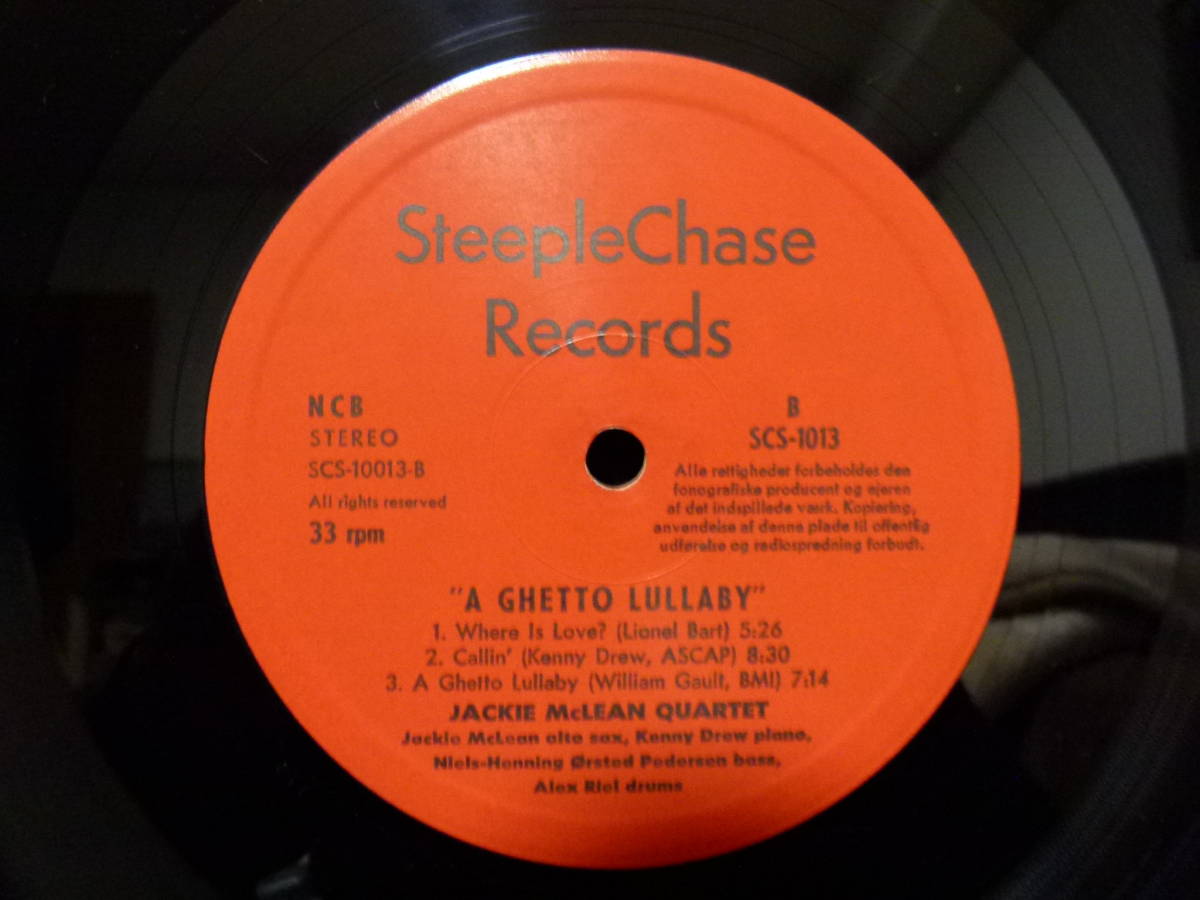 SteepleChase
Records
NCB
STEREO
SCS-10013-B
All rights reserved
33 rpm
B
SCS-1013
Alle rettigheder forbeholdes den
fonografiske producent og ejeren
af det indspillede værk. Kopiering,
anvendelse af denne plade til offentlig
udførelse og radiospredning forbudt.
"A GHETTO LULLABY"
1. Where Is Love? (Lionel Bart) 5:26
2. Callin' (Kenny Drew, ASCAP) 8:30
3. A Ghetto Lullaby (William Gault, BMI) 7:14
JACKIE McLEAN QUARTET
Jackie McLean alto sax, Kenny Drew piano,
Niels-Henning Ørsted Pedersen bass,
Alex Riel drums